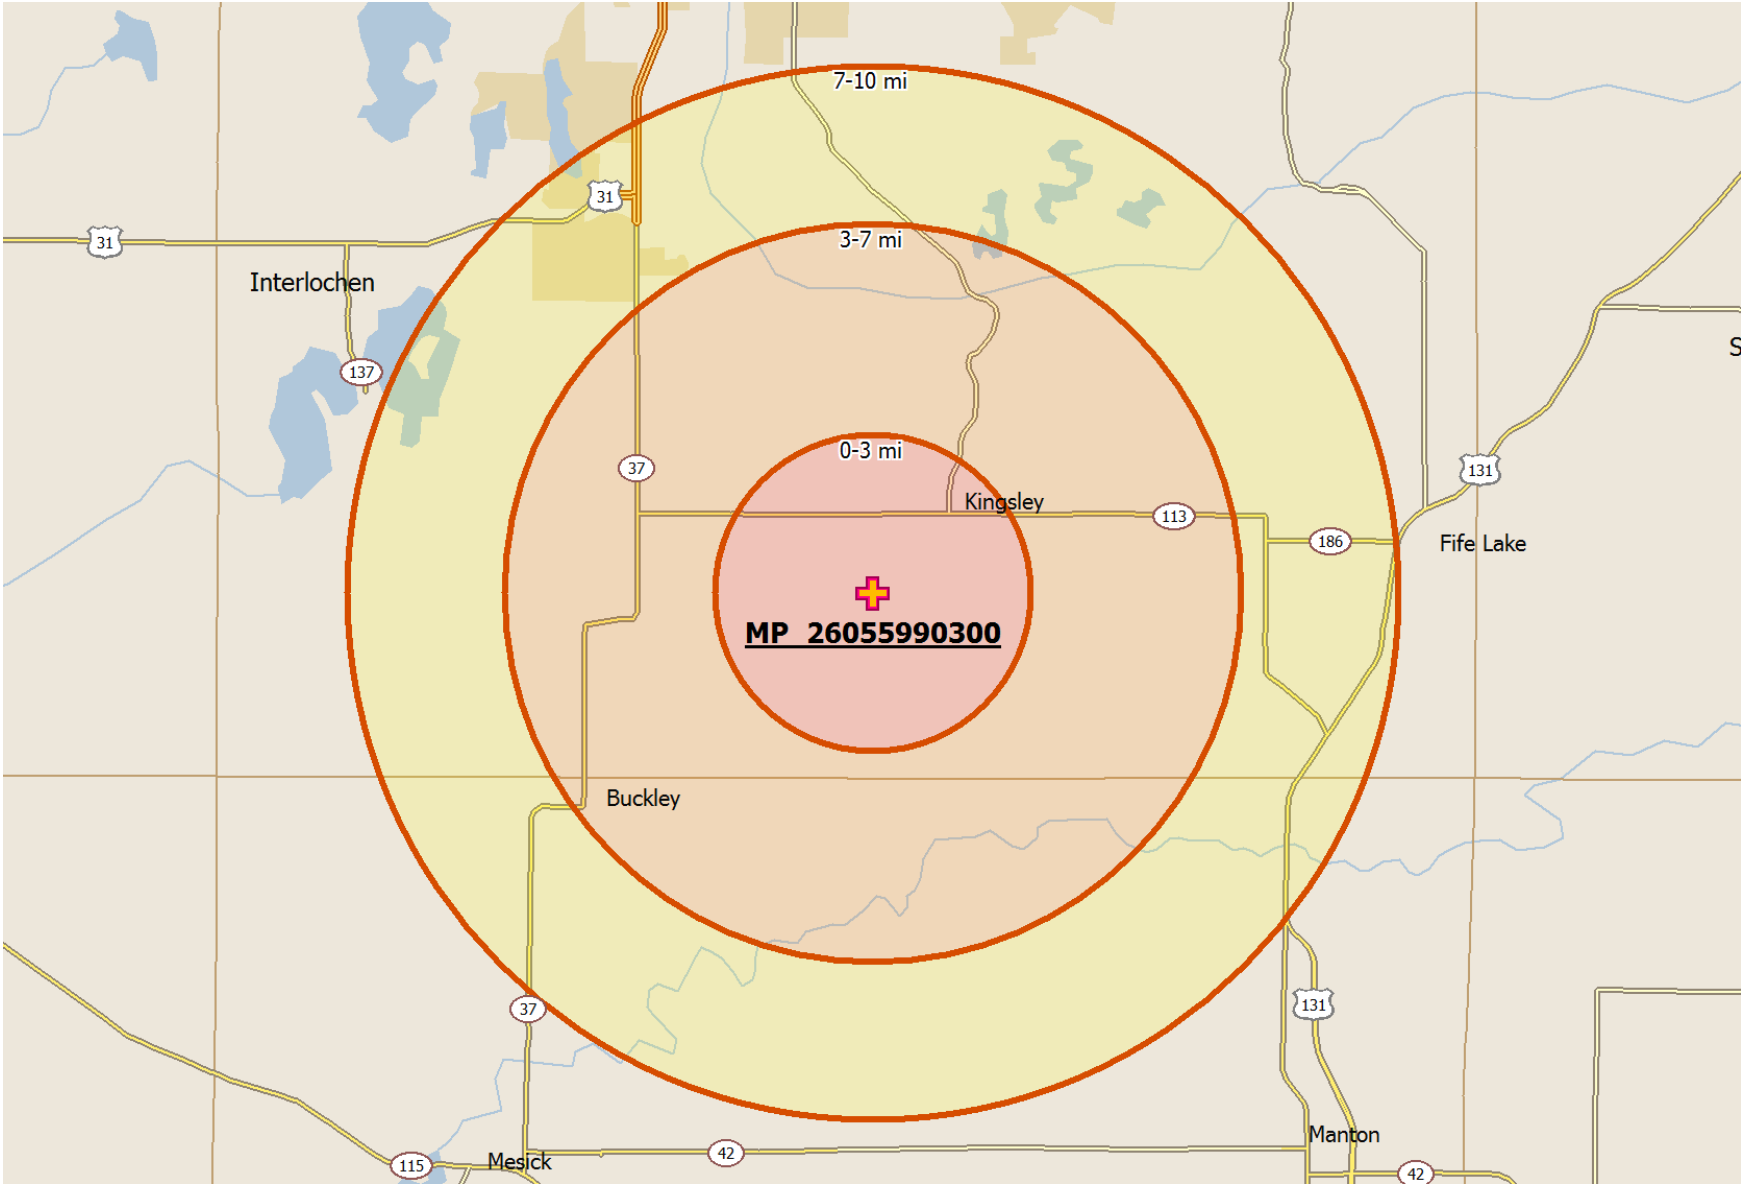 7-10 mi
31
3-7 mi
31
Interlochen
S
137
0-3 mi
37
131
Kingsley
113
186
Fife Lake
MP 26055990300
Buckley
37
131
Manton
42
Mesick
115
42